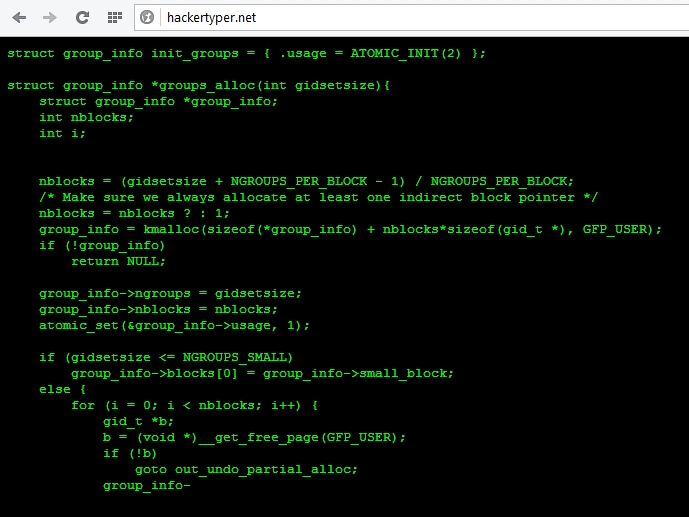 hackertyper.net
struct group_info init_groups = { .usage = ATOMIC_INIT(2) };
struct group_info *groups_alloc(int gidsetsize){
    struct group_info *group_info;
    int nblocks;
    int i;
    nblocks = (gidsetsize + NGROUPS_PER_BLOCK - 1) / NGROUPS_PER_BLOCK;
    /* Make sure we always allocate at least one indirect block pointer */
    nblocks = nblocks ? : 1;
    group_info = kmalloc(sizeof(*group_info) + nblocks*sizeof(gid_t *), GFP_USER);
    if (!group_info)
        return NULL;
    group_info->ngroups = gidsetsize;
    group_info->nblocks = nblocks;
    atomic_set(&group_info->usage, 1);
    if (gidsetsize <= NGROUPS_SMALL)
        group_info->blocks[0] = group_info->small_block;
    else {
        for (i = 0; i < nblocks; i++) {
            gid_t *b;
            b = (void *)__get_free_page(GFP_USER);
            if (!b)
                goto out_undo_partial_alloc;
            group_info-